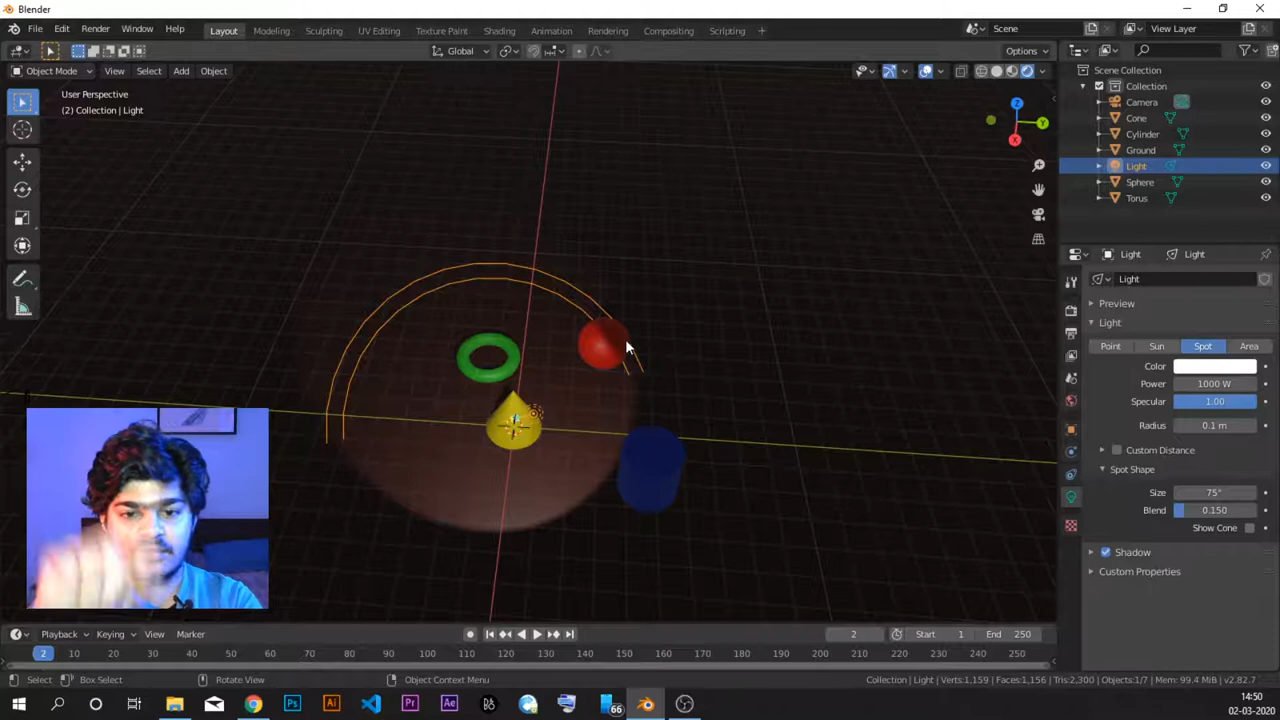 Blender
File Edit Render Window Help
Layout Modeling Sculpting UV Editing Texture Paint Shading Animation Rendering Compositing Scripting +
Scene View Layer
Global Options
Object Mode View Select Add Object
User Perspective
(2) Collection | Light
Z
Y
X
Scene Collection
Collection
Camera
Cone
Cylinder
Ground
Light
Sphere
Torus
Light Light
Light
Preview
Light
Point Sun Spot Area
Color
Power 1000 W
Specular 1.00
Radius 0.1 m
Custom Distance
Spot Shape
Size 75°
Blend 0.150
Show Cone
Shadow
Custom Properties
Playback Keying View Marker
2 Start 1 End 250
2 10 20 30 40 50 60 70 80 90 100 110 120 130 140 150 160 170 180 190 200 210 220 230 240 250
Select Box Select Rotate View Object Context Menu
Collection | Light | Verts:1,159 | Faces:1,156 | Tris:2,300 | Objects:1/7 | Mem: 99.4 MiB | v2.82.7
Ps Ai Pr Ae 66
14:50
02-03-2020